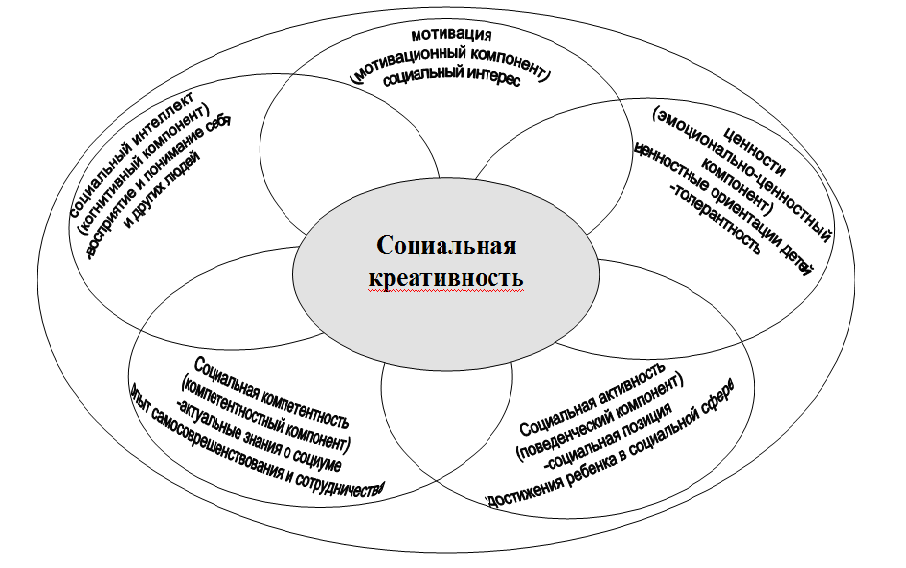 мотивация
(мотивационный компонент)
социальный интерес
социальный интеллект
(когнитивный компонент)
-восприятие и понимание себя
и других людей
ценности
(эмоционально-ценностный
компонент)
ценностные ориентации детей
-толерантность
Социальная
креативность
Социальная компетентность
(компетентностный компонент)
-актуальные знания о социуме
опыт самосоврешенствования и сотрудничества
Социальная активность
(поведенческий компонент)
-социальная позиция
достижения ребенка в социальной сфере